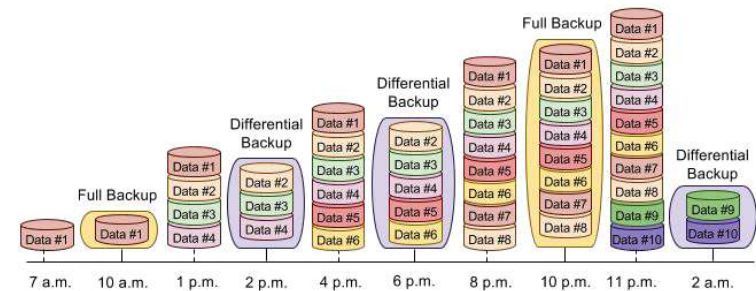 Data #1
7 a.m.
Full Backup
Data #1
10 a.m.
Data #1
Data #2
Data #3
Data #4
1 p.m.
Differential
Backup
Data #2
Data #3
Data #4
2 p.m.
Data #1
Data #2
Data #3
Data #4
Data #5
Data #6
4 p.m.
Differential
Backup
Data #2
Data #3
Data #4
Data #5
Data #6
6 p.m.
Data #1
Data #2
Data #3
Data #4
Data #5
Data #6
Data #7
Data #8
8 p.m.
Full Backup
Data #1
Data #2
Data #3
Data #4
Data #5
Data #6
Data #7
Data #8
10 p.m.
Data #1
Data #2
Data #3
Data #4
Data #5
Data #6
Data #7
Data #8
Data #9
Data #10
11 p.m.
Differential
Backup
Data #9
Data #10
2 a.m.